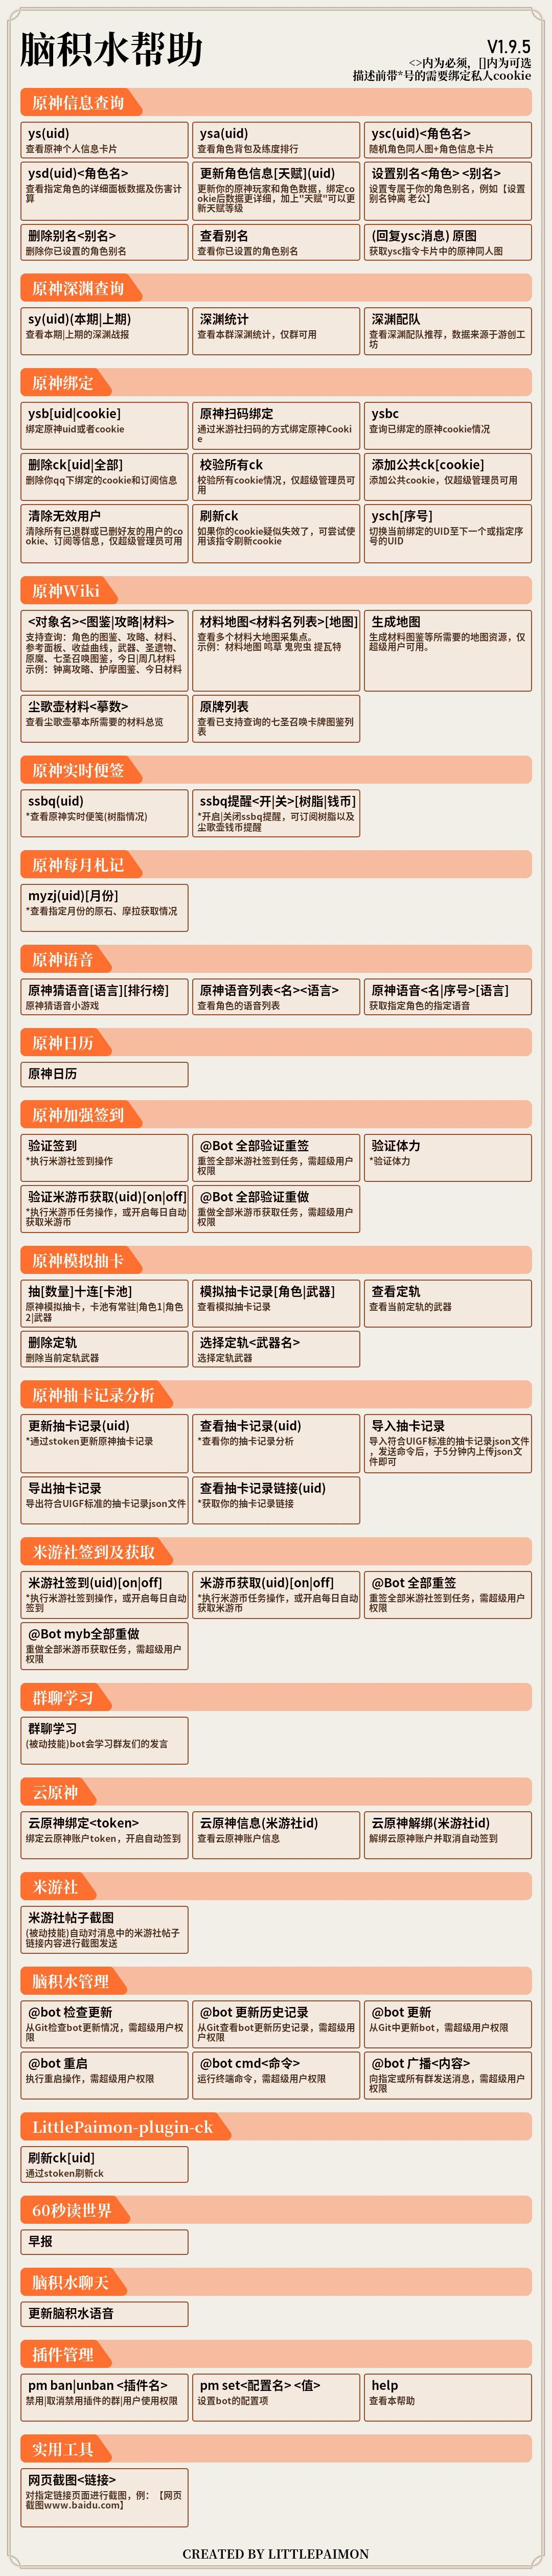 脑积水帮助
V1.9.5
<>内为必须，[]内为可选
描述前带*号的需要绑定私人cookie
原神信息查询
ys(uid)
查看原神个人信息卡片
ysa(uid)
查看角色背包及练度排行
ysc(uid)<角色名>
随机角色同人图+角色信息卡片
ysd(uid)<角色名>
查看指定角色的详细面板数据及伤害计
算
更新角色信息[天赋](uid)
更新你的原神玩家和角色数据，绑定co
okie后数据更详细，加上"天赋"可以更
新天赋等级
设置别名<角色> <别名>
设置专属于你的角色别名，例如【设置
别名钟离 老公】
删除别名<别名>
删除你已设置的角色别名
查看别名
查看你已设置的角色别名
(回复ysc消息) 原图
获取ysc指令卡片中的原神同人图
原神深渊查询
sy(uid)(本期|上期)
查看本期|上期的深渊战报
深渊统计
查看本群深渊统计，仅群可用
深渊配队
查看深渊配队推荐，数据来源于游创工
坊
原神绑定
ysb[uid|cookie]
绑定原神uid或者cookie
原神扫码绑定
通过米游社扫码的方式绑定原神Cooki
e
ysbc
查询已绑定的原神cookie情况
删除ck[uid|全部]
删除你qq下绑定的cookie和订阅信息
校验所有ck
校验所有cookie情况，仅超级管理员可
用
添加公共ck[cookie]
添加公共cookie，仅超级管理员可用
清除无效用户
清除所有已退群或已删好友的用户的co
okie、订阅等信息，仅超级管理员可用
刷新ck
如果你的cookie疑似失效了，可尝试使
用该指令刷新cookie
ysch[序号]
切换当前绑定的UID至下一个或指定序
号的UID
原神Wiki
<对象名><图鉴|攻略|材料>
支持查询：角色的图鉴、攻略、材料、
参考面板、收益曲线，武器、圣遗物、
原魔、七圣召唤图鉴，今日|周几材料
示例：钟离攻略、护摩图鉴、今日材料
材料地图<材料名列表>[地图]
查看多个材料大地图采集点。
示例：材料地图 鸣草 鬼兜虫 提瓦特
生成地图
生成材料图鉴等所需要的地图资源，仅
超级用户可用。
尘歌壶材料<摹数>
查看尘歌壶摹本所需要的材料总览
原牌列表
查看已支持查询的七圣召唤卡牌图鉴列
表
原神实时便签
ssbq(uid)
*查看原神实时便笺(树脂情况)
ssbq提醒<开|关>[树脂|钱币]
*开启|关闭ssbq提醒，可订阅树脂以及
尘歌壶钱币提醒
原神每月札记
myzj(uid)[月份]
*查看指定月份的原石、摩拉获取情况
原神语音
原神猜语音[语言][排行榜]
原神猜语音小游戏
原神语音列表<名><语言>
查看角色的语音列表
原神语音<名|序号>[语言]
获取指定角色的指定语音
原神日历
原神日历
原神加强签到
验证签到
*执行米游社签到操作
@Bot 全部验证重签
重签全部米游社签到任务，需超级用户
权限
验证体力
*验证体力
验证米游币获取(uid)[on|off]
*执行米游币任务操作，或开启每日自动
获取米游币
@Bot 全部验证重做
重做全部米游币获取任务，需超级用户
权限
原神模拟抽卡
抽[数量]十连[卡池]
原神模拟抽卡，卡池有常驻|角色1|角色
2|武器
模拟抽卡记录[角色|武器]
查看模拟抽卡记录
查看定轨
查看当前定轨的武器
删除定轨
删除当前定轨武器
选择定轨<武器名>
选择定轨武器
原神抽卡记录分析
更新抽卡记录(uid)
*通过stoken更新原神抽卡记录
查看抽卡记录(uid)
*查看你的抽卡记录分析
导入抽卡记录
导入符合UIGF标准的抽卡记录json文件
，发送命令后，于5分钟内上传json文
件即可
导出抽卡记录
导出符合UIGF标准的抽卡记录json文件
查看抽卡记录链接(uid)
*获取你的抽卡记录链接
米游社签到及获取
米游社签到(uid)[on|off]
*执行米游社签到操作，或开启每日自动
签到
米游币获取(uid)[on|off]
*执行米游币任务操作，或开启每日自动
获取米游币
@Bot 全部重签
重签全部米游社签到任务，需超级用户
权限
@Bot myb全部重做
重做全部米游币获取任务，需超级用户
权限
群聊学习
群聊学习
(被动技能)bot会学习群友们的发言
云原神
云原神绑定<token>
绑定云原神账户token，开启自动签到
云原神信息(米游社id)
查看云原神账户信息
云原神解绑(米游社id)
解绑云原神账户并取消自动签到
米游社
米游社帖子截图
(被动技能)自动对消息中的米游社帖子
链接内容进行截图发送
脑积水管理
@bot 检查更新
从Git检查bot更新情况，需超级用户权
限
@bot 更新历史记录
从Git查看bot更新历史记录，需超级用
户权限
@bot 更新
从Git中更新bot，需超级用户权限
@bot 重启
执行重启操作，需超级用户权限
@bot cmd<命令>
运行终端命令，需超级用户权限
@bot 广播<内容>
向指定或所有群发送消息，需超级用户
权限
LittlePaimon-plugin-ck
刷新ck[uid]
通过stoken刷新ck
60秒读世界
早报
脑积水聊天
更新脑积水语音
插件管理
pm ban|unban <插件名>
禁用|取消禁用插件的群|用户使用权限
pm set<配置名> <值>
设置bot的配置项
help
查看本帮助
实用工具
网页截图<链接>
对指定链接页面进行截图，例：【网页
截图www.baidu.com】
CREATED BY LITTLEPAIMON